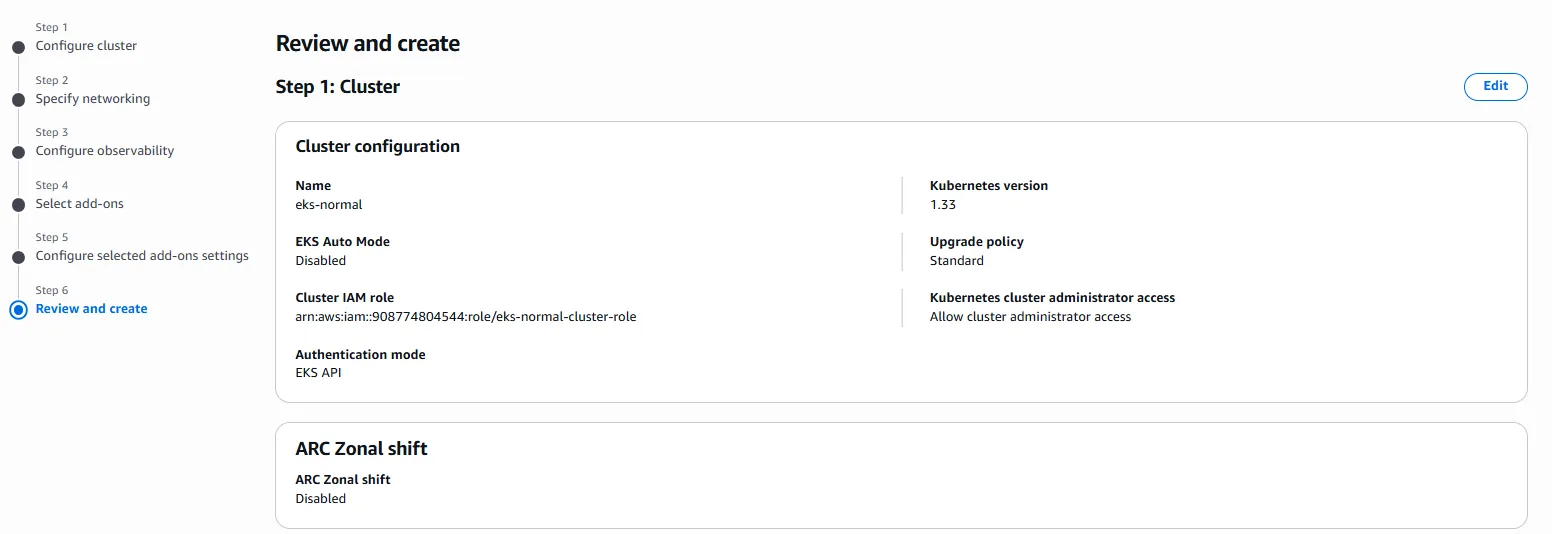 Step 1
Configure cluster
Step 2
Specify networking
Step 3
Configure observability
Step 4
Select add-ons
Step 5
Configure selected add-ons settings
Step 6
Review and create
Review and create
Step 1: Cluster
Edit
Cluster configuration
Name
eks-normal
Kubernetes version
1.33
EKS Auto Mode
Disabled
Upgrade policy
Standard
Cluster IAM role
arn:aws:iam::908774804544:role/eks-normal-cluster-role
Kubernetes cluster administrator access
Allow cluster administrator access
Authentication mode
EKS API
ARC Zonal shift
ARC Zonal shift
Disabled